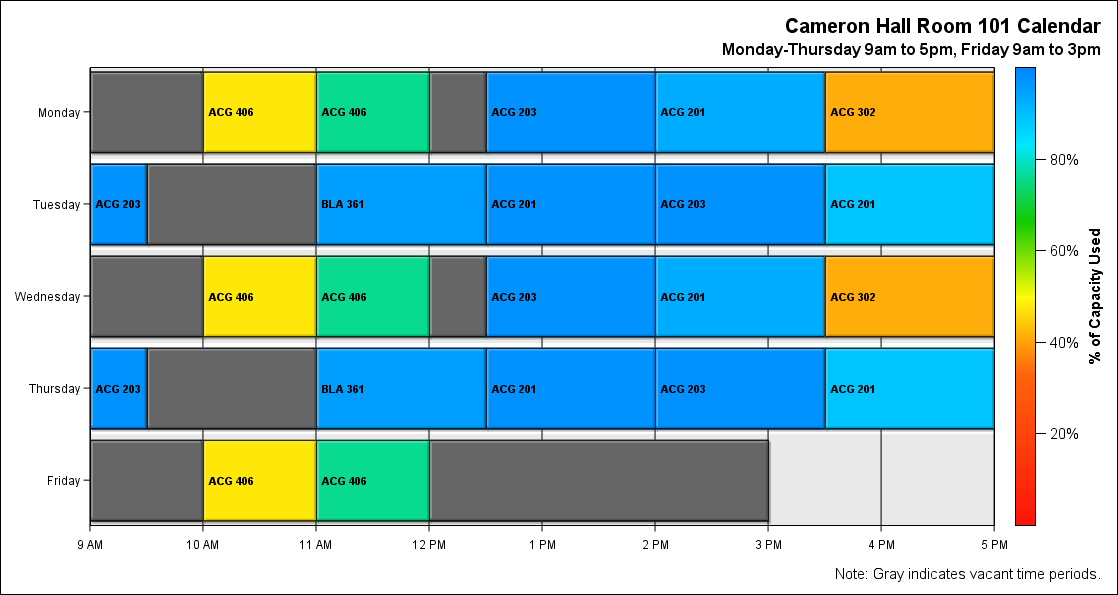 Cameron Hall Room 101 Calendar
Monday-Thursday 9am to 5pm, Friday 9am to 3pm
Monday ACG 406 ACG 406 ACG 203 ACG 201 ACG 302
Tuesday ACG 203 BLA 361 ACG 201 ACG 203 ACG 201
Wednesday ACG 406 ACG 406 ACG 203 ACG 201 ACG 302
Thursday ACG 203 BLA 361 ACG 201 ACG 203 ACG 201
Friday ACG 406 ACG 406
9 AM 10 AM 11 AM 12 PM 1 PM 2 PM 3 PM 4 PM 5 PM
80%
60%
40%
20%
% of Capacity Used
Note: Gray indicates vacant time periods.